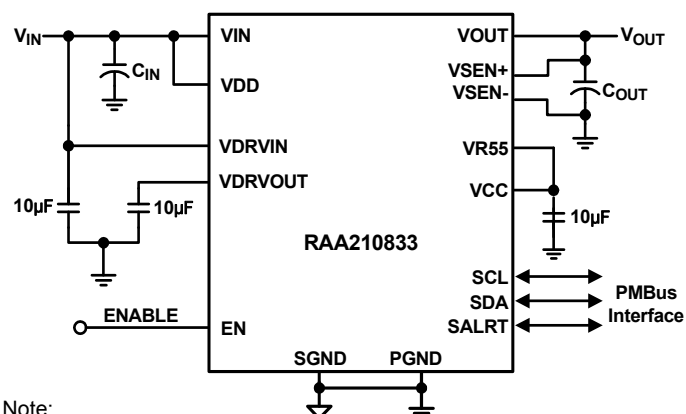 VIN
VIN
VOUT
VOUT
CIN
VDD
VSEN+
VSEN-
COUT
VDRVIN
VR55
VDRVOUT
VCC
10µF
10µF
10µF
RAA210833
SCL
SDA
SALRT
PMBus
Interface
ENABLE
EN
SGND
PGND
Note: